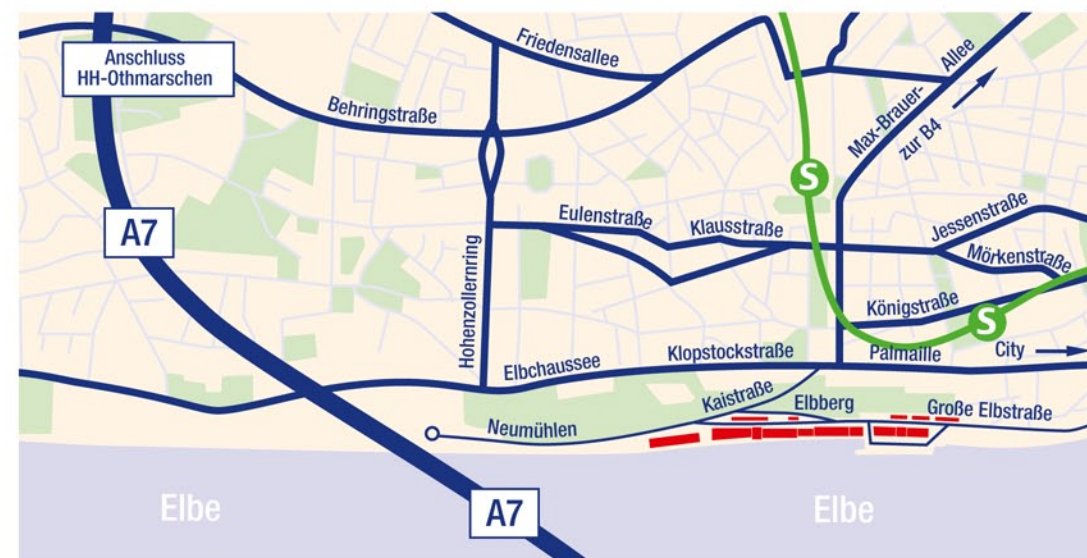 Anschluss
HH-Othmarschen
Friedensallee
Behringstraße
Max-Brauer-
Allee
zur B4
S
A7
Eulenstraße
Klausstraße
Jessenstraße
Mörkenstraße
Hohenzollernring
Königstraße
S
Elbchaussee
Klopstockstraße
Palmaille
City
Kaistraße
Elbberg
Große Elbstraße
Neumühlen
Elbe
A7
Elbe